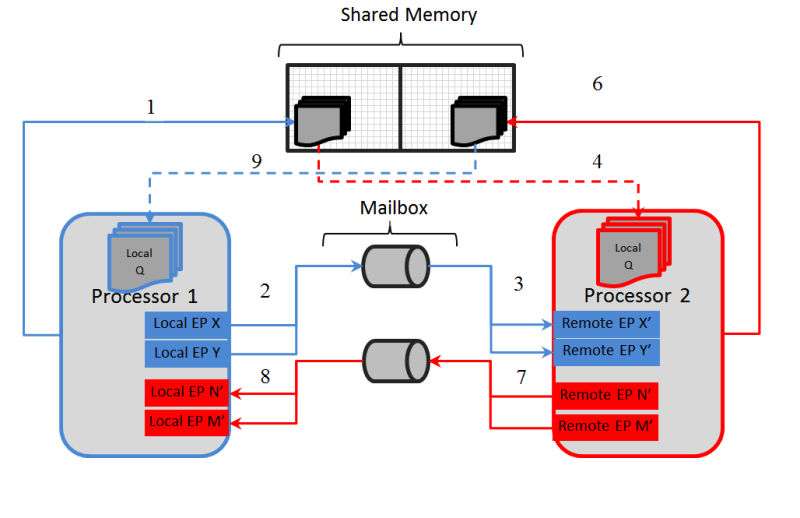 Shared Memory
1
6
9
4
Mailbox
Local
Q
Local
Q
Processor 1
Processor 2
2
3
Local EP X
Local EP Y
Remote EP X’
Remote EP Y’
8
7
Local EP N’
Local EP M’
Remote EP N’
Remote EP M’